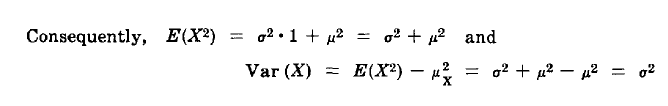 Consequently, E(X²) = σ² · 1 + μ² = σ² + μ² and
Var (X) = E(X²) − μ²_X = σ² + μ² − μ² = σ²